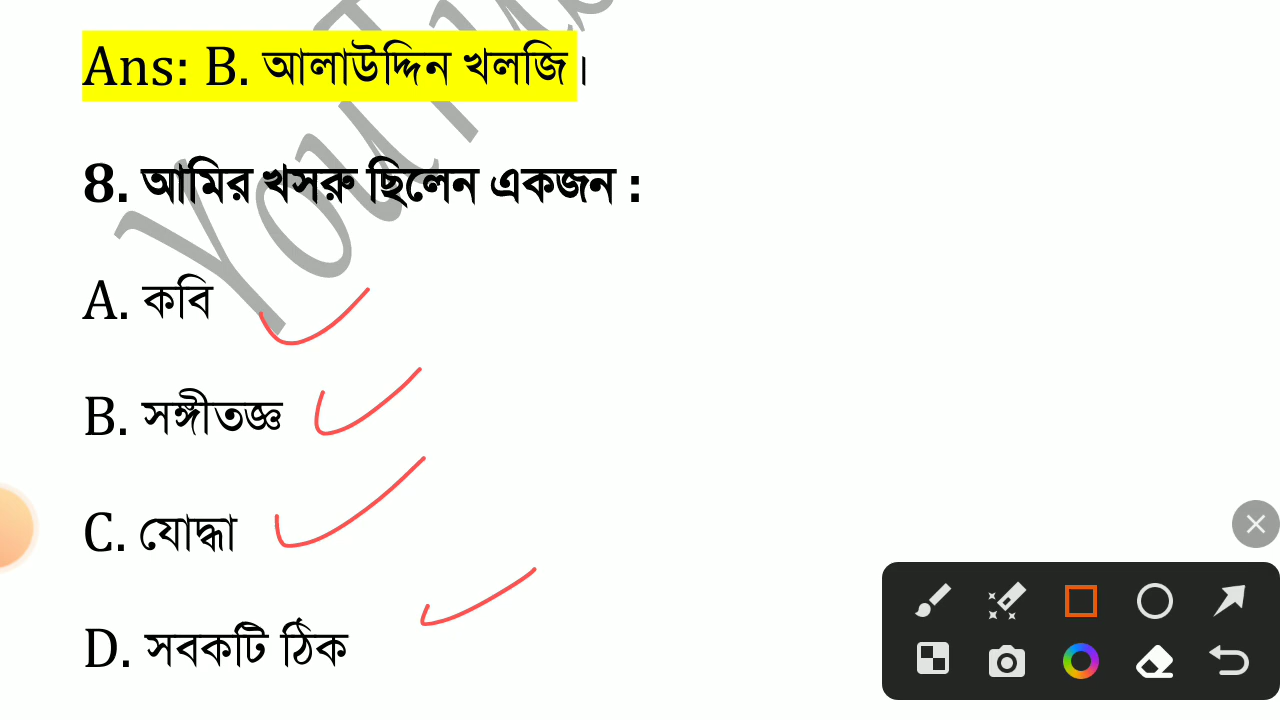 Ans: B. আলাউদ্দিন খলজি।
8. আমির খসরু ছিলেন একজন :
A. কবি
B. সঙ্গীতজ্ঞ
C. যোদ্ধা
D. সবকটি ঠিক